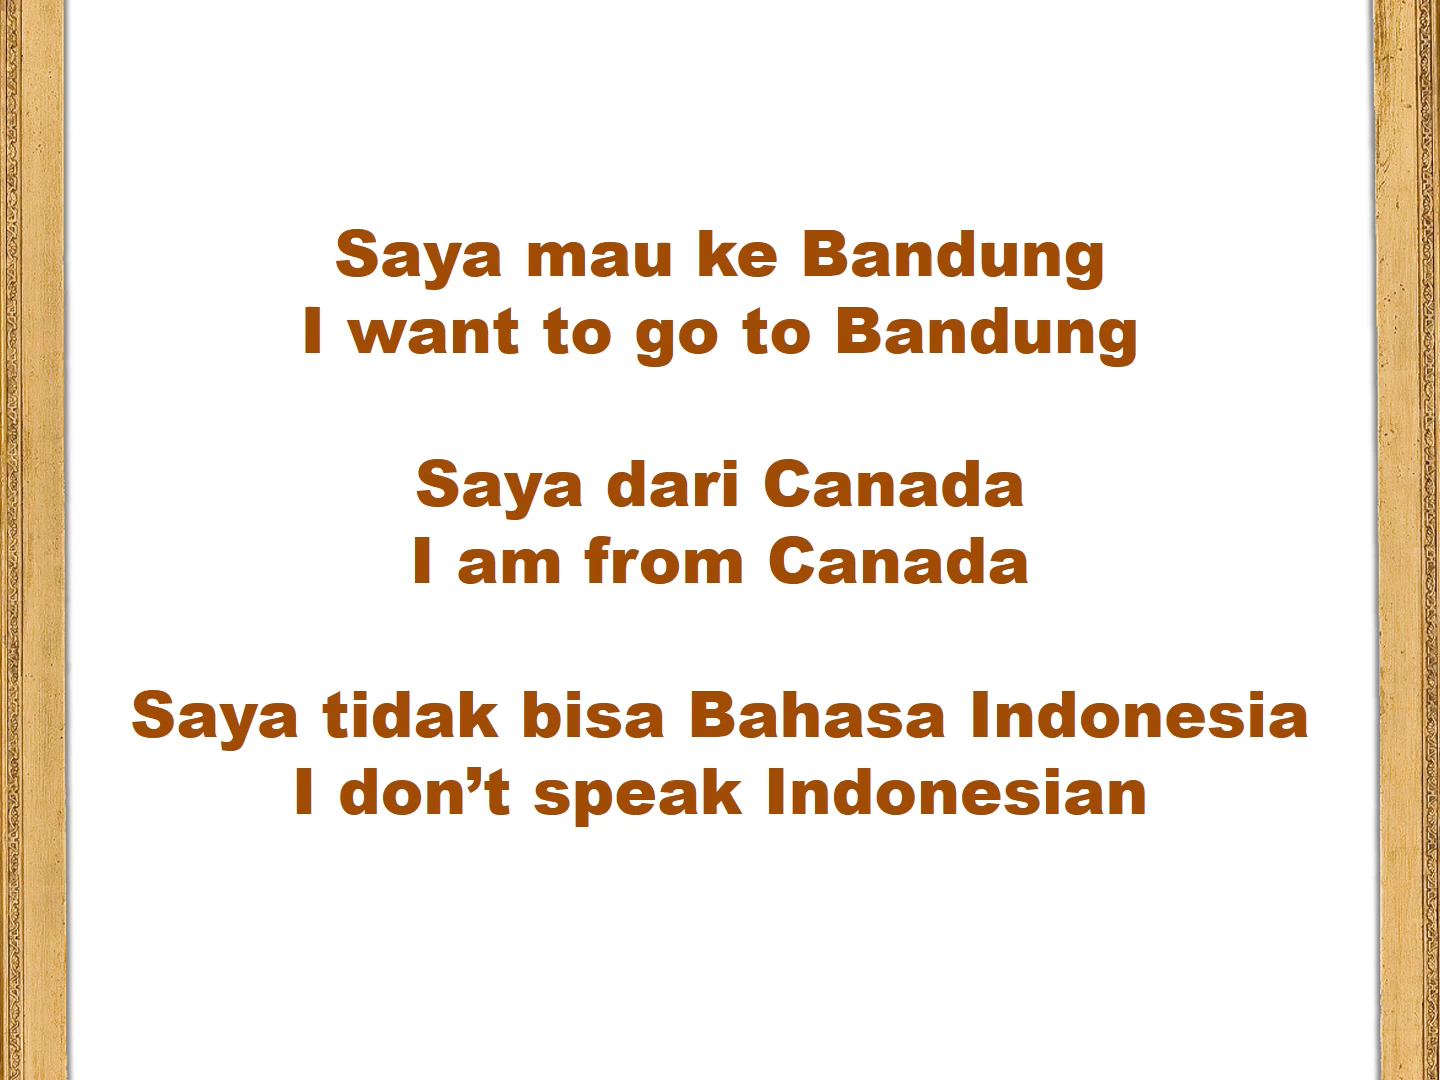 Saya mau ke Bandung
I want to go to Bandung
Saya dari Canada
I am from Canada
Saya tidak bisa Bahasa Indonesia
I don’t speak Indonesian